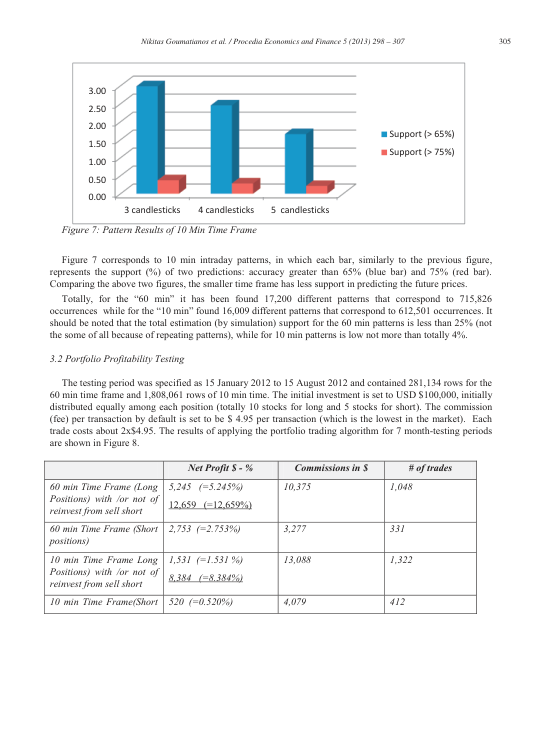 Nikitas Goumatianos et al. / Procedia Economics and Finance 5 (2013) 298 – 307
305
3.00
2.50
2.00
1.50
1.00
0.50
0.00
3 candlesticks
4 candlesticks
5 candlesticks
Support (> 65%)
Support (> 75%)
Figure 7: Pattern Results of 10 Min Time Frame
Figure 7 corresponds to 10 min intraday patterns, in which each bar, similarly to the previous figure,
represents the support (%) of two predictions: accuracy greater than 65% (blue bar) and 75% (red bar).
Comparing the above two figures, the smaller time frame has less support in predicting the future prices.
Totally, for the “60 min” it has been found 17,200 different patterns that correspond to 715,826
occurrences while for the “10 min” found 16,009 different patterns that correspond to 612,501 occurrences. It
should be noted that the total estimation (by simulation) support for the 60 min patterns is less than 25% (not
the some of all because of repeating patterns), while for 10 min patterns is low not more than totally 4%.
3.2 Portfolio Profitability Testing
The testing period was specified as 15 January 2012 to 15 August 2012 and contained 281,134 rows for the
60 min time frame and 1,808,061 rows of 10 min time. The initial investment is set to USD $100,000, initially
distributed equally among each position (totally 10 stocks for long and 5 stocks for short). The commission
(fee) per transaction by default is set to be $ 4.95 per transaction (which is the lowest in the market). Each
trade costs about 2x$4.95. The results of applying the portfolio trading algorithm for 7 month-testing periods
are shown in Figure 8.
Net Profit $ - %
Commissions in $
# of trades
60 min Time Frame (Long
Positions) with /or not of
reinvest from sell short
5,245 (=5.245%)
12,659 (=12,659%)
10,375
1,048
60 min Time Frame (Short
positions)
2,753 (=2.753%)
3,277
331
10 min Time Frame Long
Positions) with /or not of
reinvest from sell short
1,531 (=1.531 %)
8,384 (=8.384%)
13,088
1,322
10 min Time Frame(Short
520 (=0.520%)
4,079
412